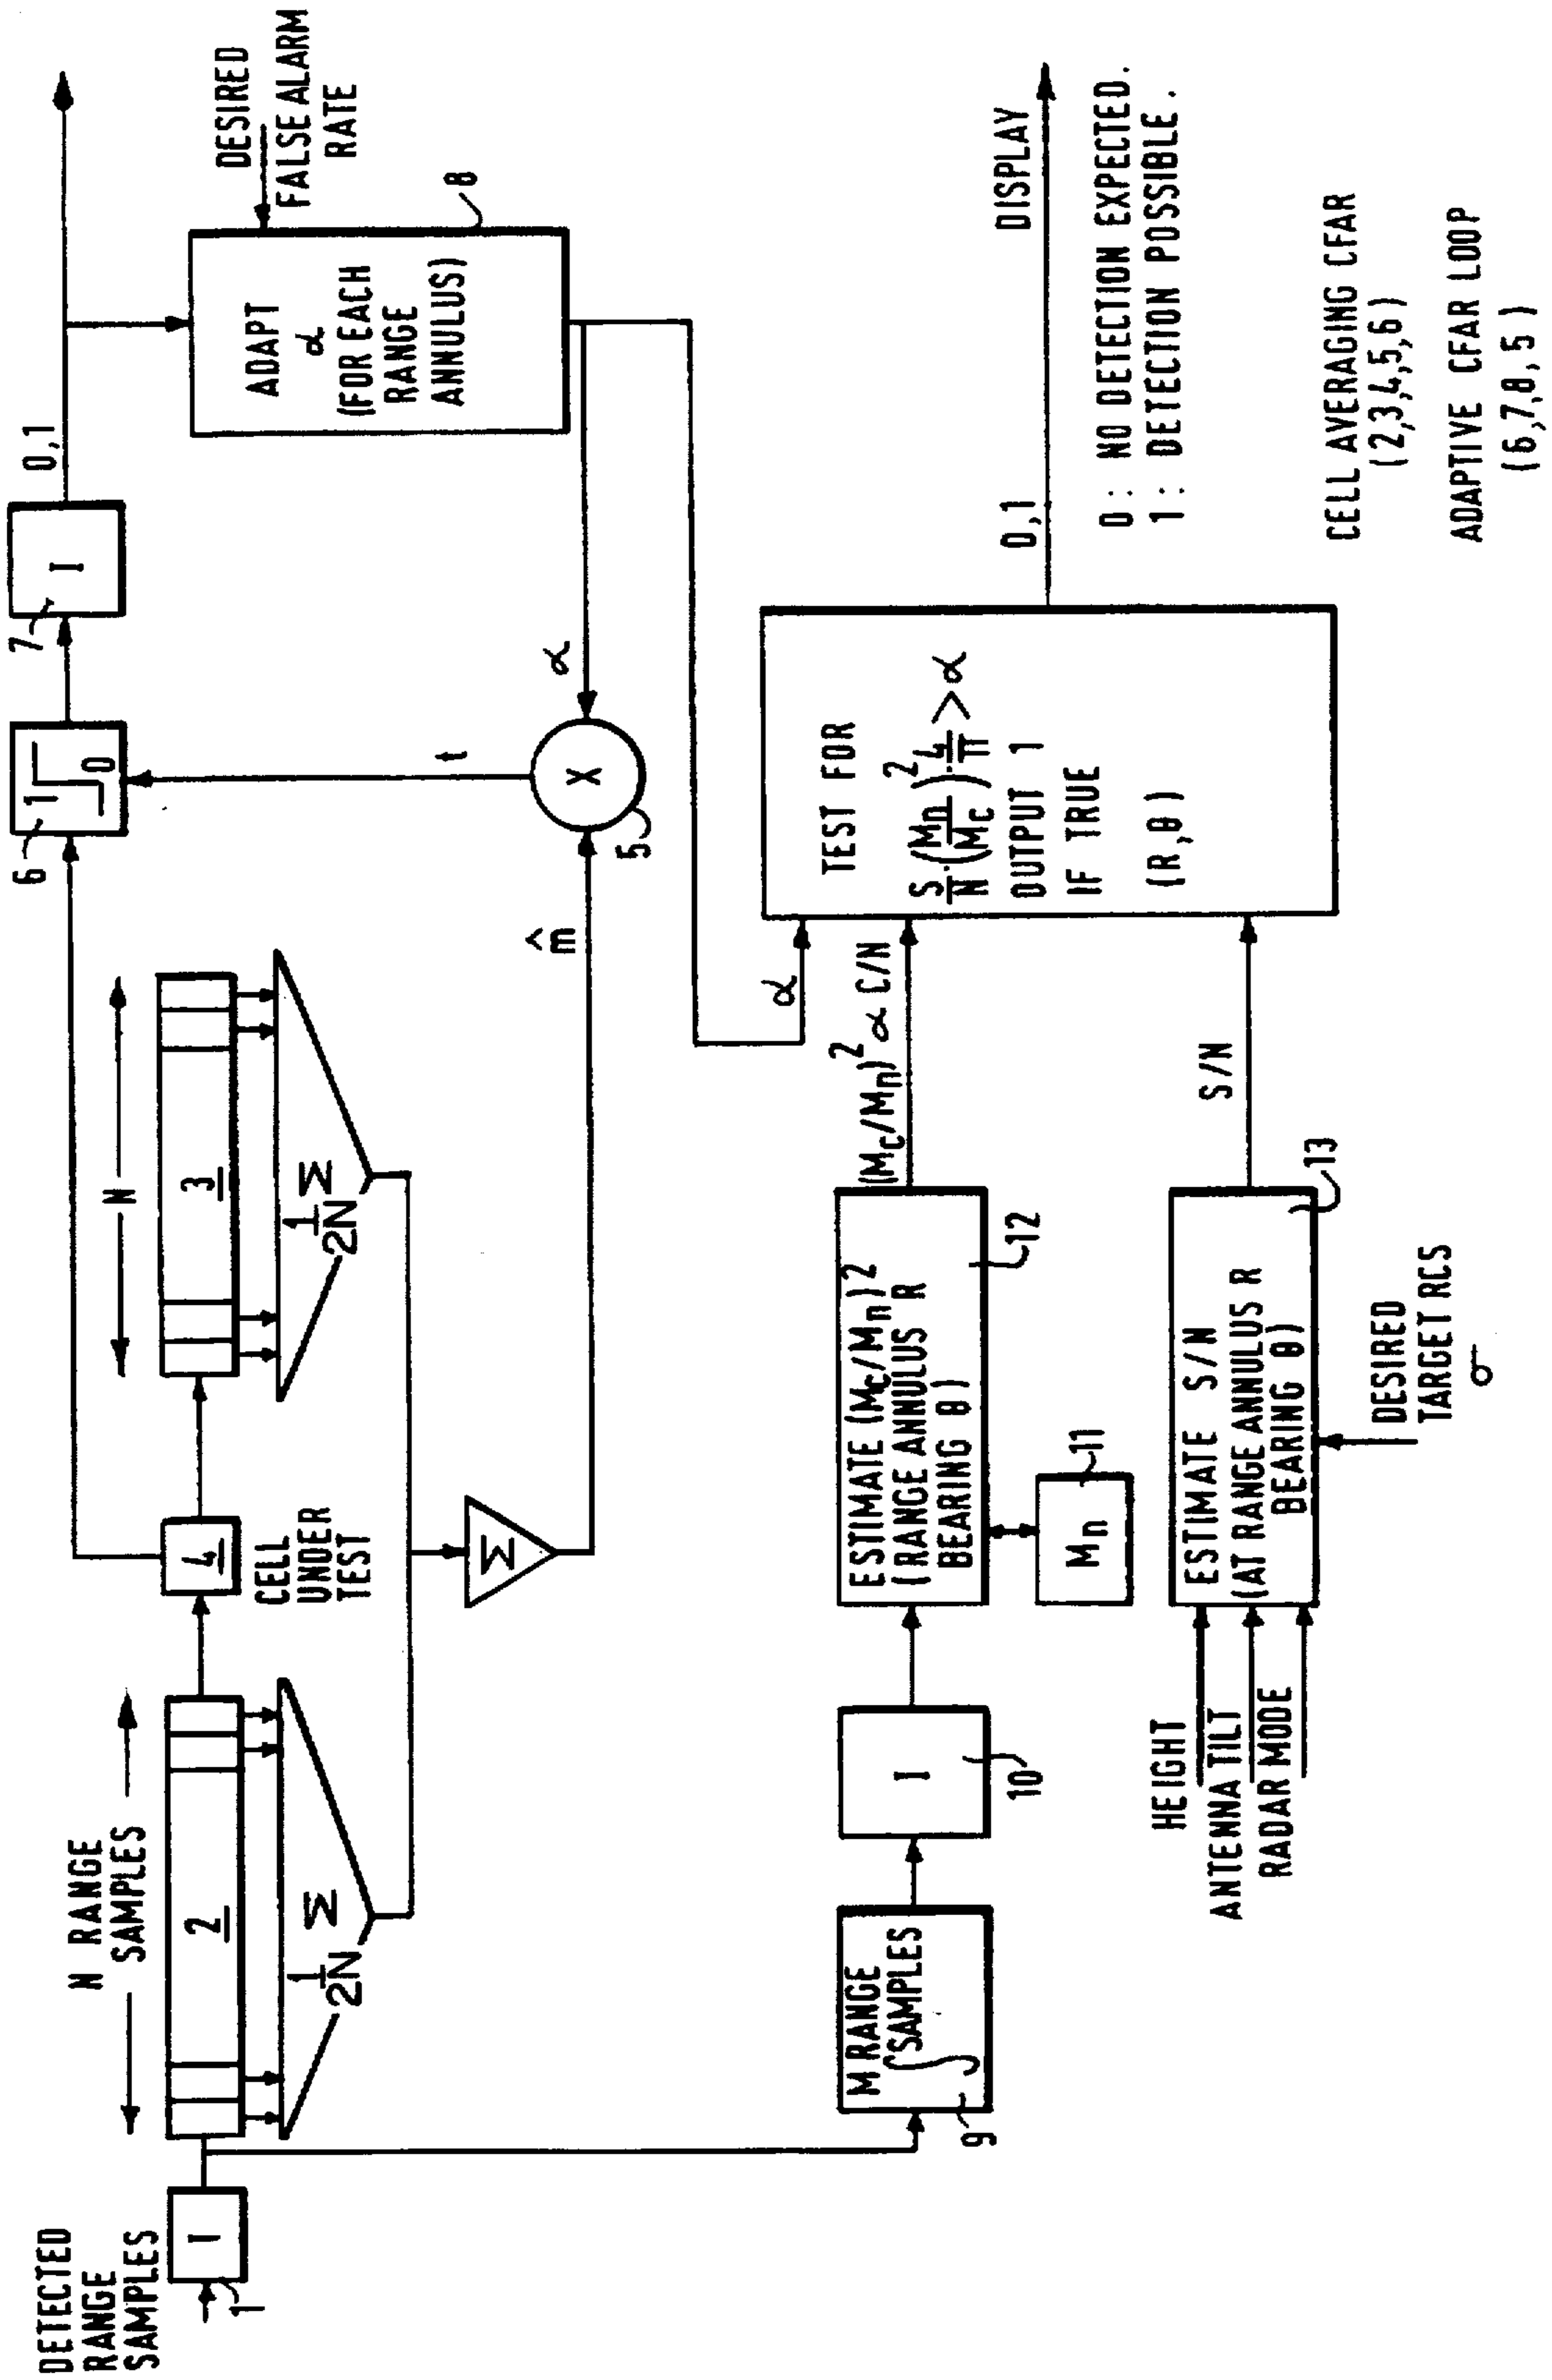 DETECTED
RANGE
SAMPLES
I
1
N RANGE
SAMPLES
2
1/2N Σ
4
CELL
UNDER
TEST
N
3
1/2N Σ
Σ
m̂
X
5
t
α
6
1
0
I
7
0,1
ADAPT
α
(FOR EACH
RANGE
ANNULUS)
8
DESIRED
FALSE ALARM
RATE
M RANGE
∫SAMPLES
9
I
10
ESTIMATE (Mc/Mn)²
(RANGE ANNULUS R
BEARING θ)
12
Mn
11
(Mc/Mn)² ∝ C/N
α
HEIGHT
ANTENNA TILT
RADAR MODE
ESTIMATE S/N
(AT RANGE ANNULUS R
BEARING θ)
13
DESIRED
TARGET RCS
σ
S/N
TEST FOR
S/N·(Mn/Mc)²·4/π>α
OUTPUT 1
IF TRUE
(R,θ)
0,1
DISPLAY
0: NO DETECTION EXPECTED.
1: DETECTION POSSIBLE.
CELL AVERAGING CFAR
(2,3,4,5,6)
ADAPTIVE CFAR LOOP
(6,7,8,5)